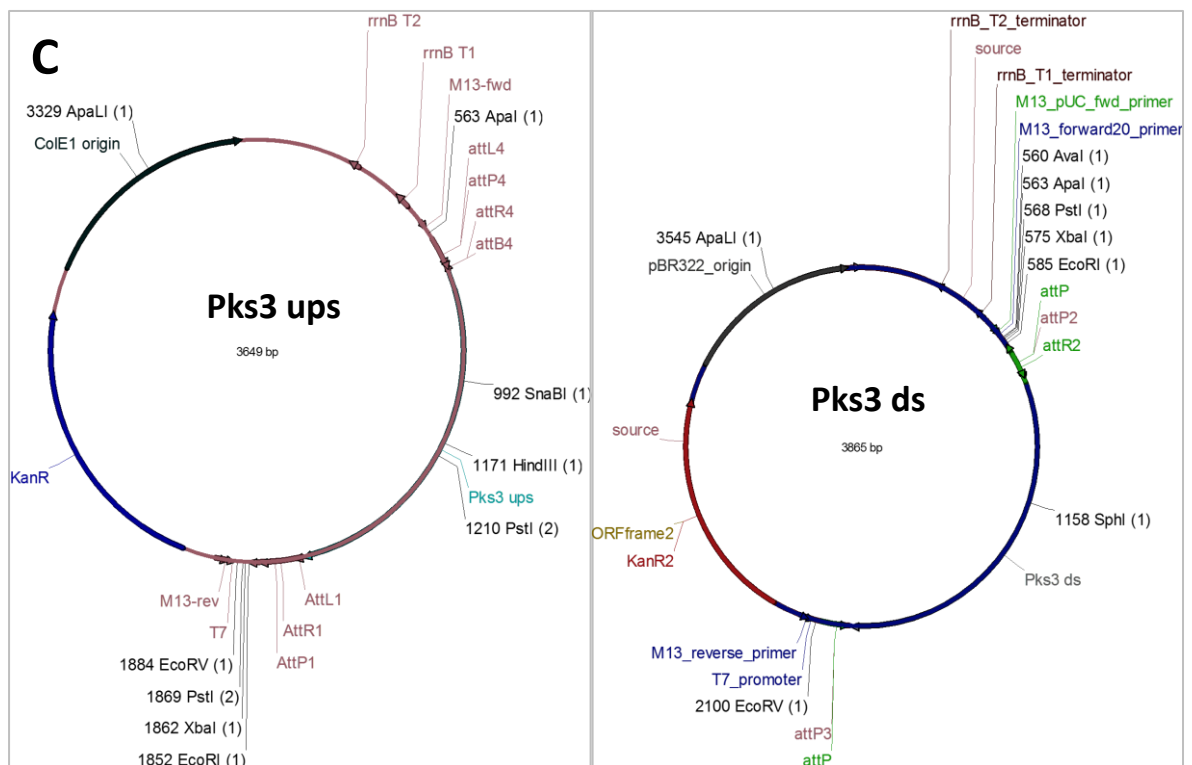 C
rrnB T2
rrnB T1
M13-fwd
563 ApaI (1)
attL4
attP4
attR4
attB4
3329 ApaLI (1)
ColE1 origin
Pks3 ups
3649 bp
992 SnaBI (1)
1171 HindIII (1)
Pks3 ups
1210 PstI (2)
KanR
M13-rev
T7
AttL1
AttR1
AttP1
1884 EcoRV (1)
1869 PstI (2)
1862 XbaI (1)
1852 EcoRI (1)
rrnB_T2_terminator
source
rrnB_T1_terminator
M13_pUC_fwd_primer
M13_forward20_primer
560 AvaI (1)
563 ApaI (1)
568 PstI (1)
575 XbaI (1)
585 EcoRI (1)
attP
attP2
attR2
3545 ApaLI (1)
pBR322_origin
Pks3 ds
3865 bp
source
1158 SphI (1)
ORFframe2
KanR2
Pks3 ds
M13_reverse_primer
T7_promoter
2100 EcoRV (1)
attP3
attP